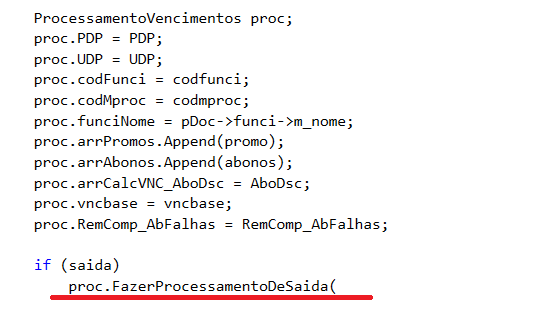 ProcessamentoVencimentos proc;
proc.PDP = PDP;
proc.UDP = UDP;
proc.codFunci = codfunci;
proc.codMproc = codmproc;
proc.funciNome = pDoc->funci->m_nome;
proc.arrPromos.Append(promo);
proc.arrAbonos.Append(abonos);
proc.arrCalcVNC_AboDsc = AboDsc;
proc.vncbase = vncbase;
proc.RemComp_AbFalhas = RemComp_AbFalhas;
if (saida)
proc.FazerProcessamentoDeSaida(